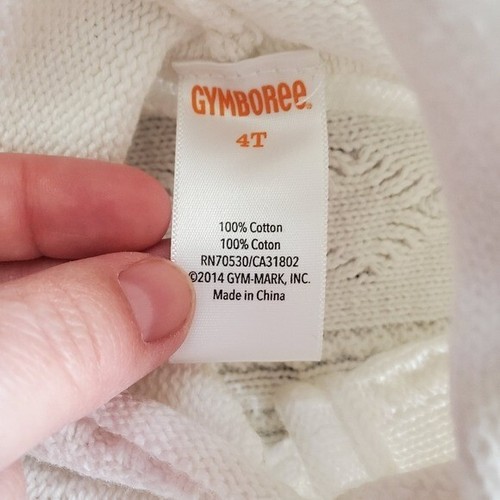 GYMBOREE
4T
100% Cotton
100% Coton
RN70530/CA31802
©2014 GYM-MARK, INC.
Made in China